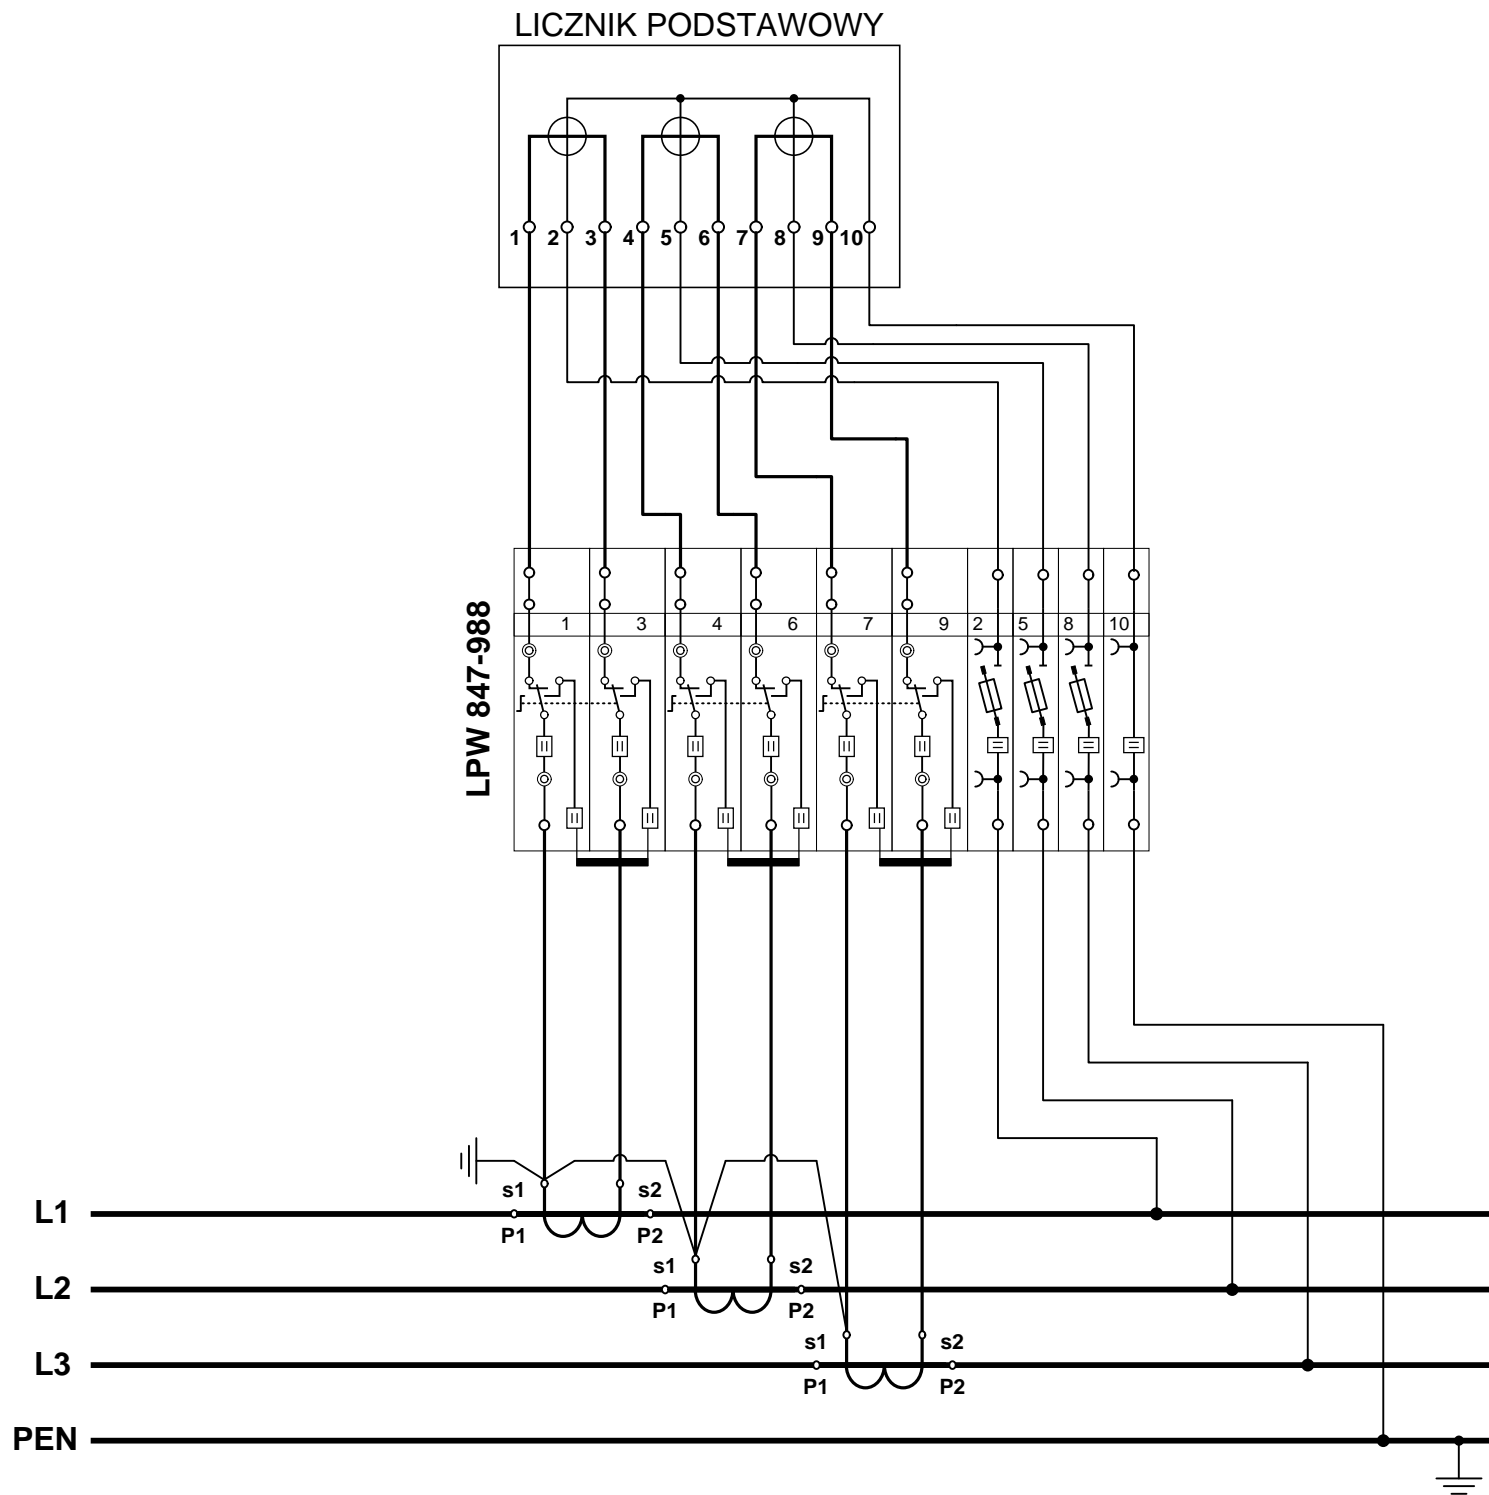 LICZNIK PODSTAWOWY
1 2 3 4 5 6 7 8 9 10
LPW 847-988
1 3 4 6 7 9 2 5 8 10
s1 s2
L1
P1 P2
s1 s2
L2
P1 P2
s1 s2
L3
P1 P2
PEN